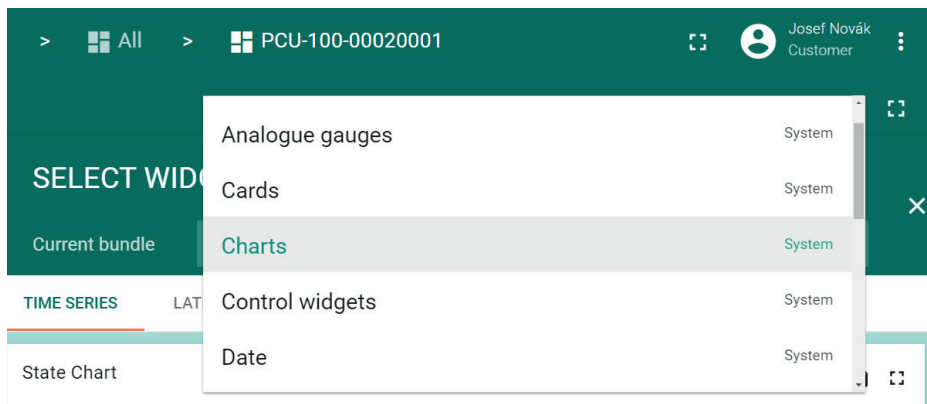 > All > PCU-100-00020001
Josef Novák
Customer
Analogue gauges System
SELECT WID
Cards System
Current bundle
Charts System
TIME SERIES LAT
Control widgets System
Date System
State Chart